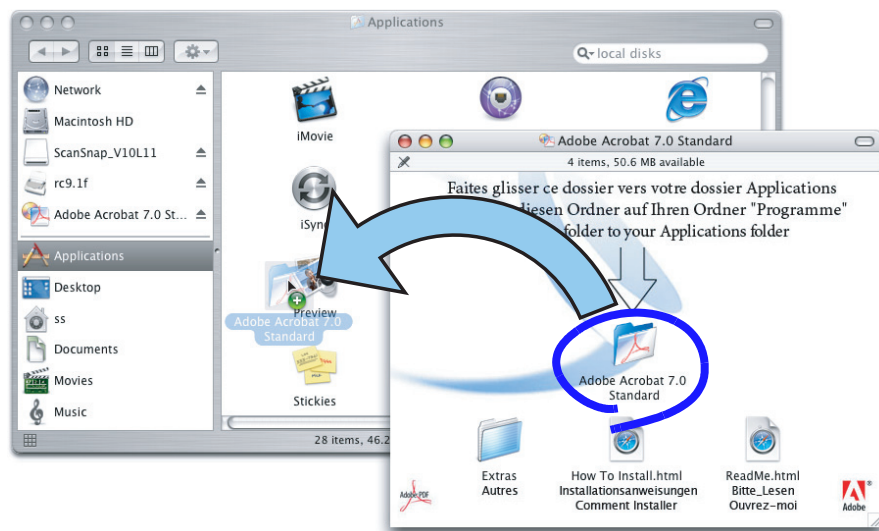 Applications
local disks
Network
Macintosh HD
ScanSnap_V10L11
rc9.1f
Adobe Acrobat 7.0 St...
Applications
Desktop
ss
Documents
Movies
Music
iMovie
iSync
Preview
Adobe Acrobat 7.0
Standard
Stickies
28 items, 46.2
Adobe Acrobat 7.0 Standard
4 items, 50.6 MB available
Faites glisser ce dossier vers votre dossier Applications
diesen Ordner auf Ihren Ordner "Programme"
folder to your Applications folder
Adobe Acrobat 7.0
Standard
Extras
Autres
How To Install.html
Installationsanweisungen
Comment Installer
ReadMe.html
Bitte_Lesen
Ouvrez-moi
Adobe PDF
Adobe